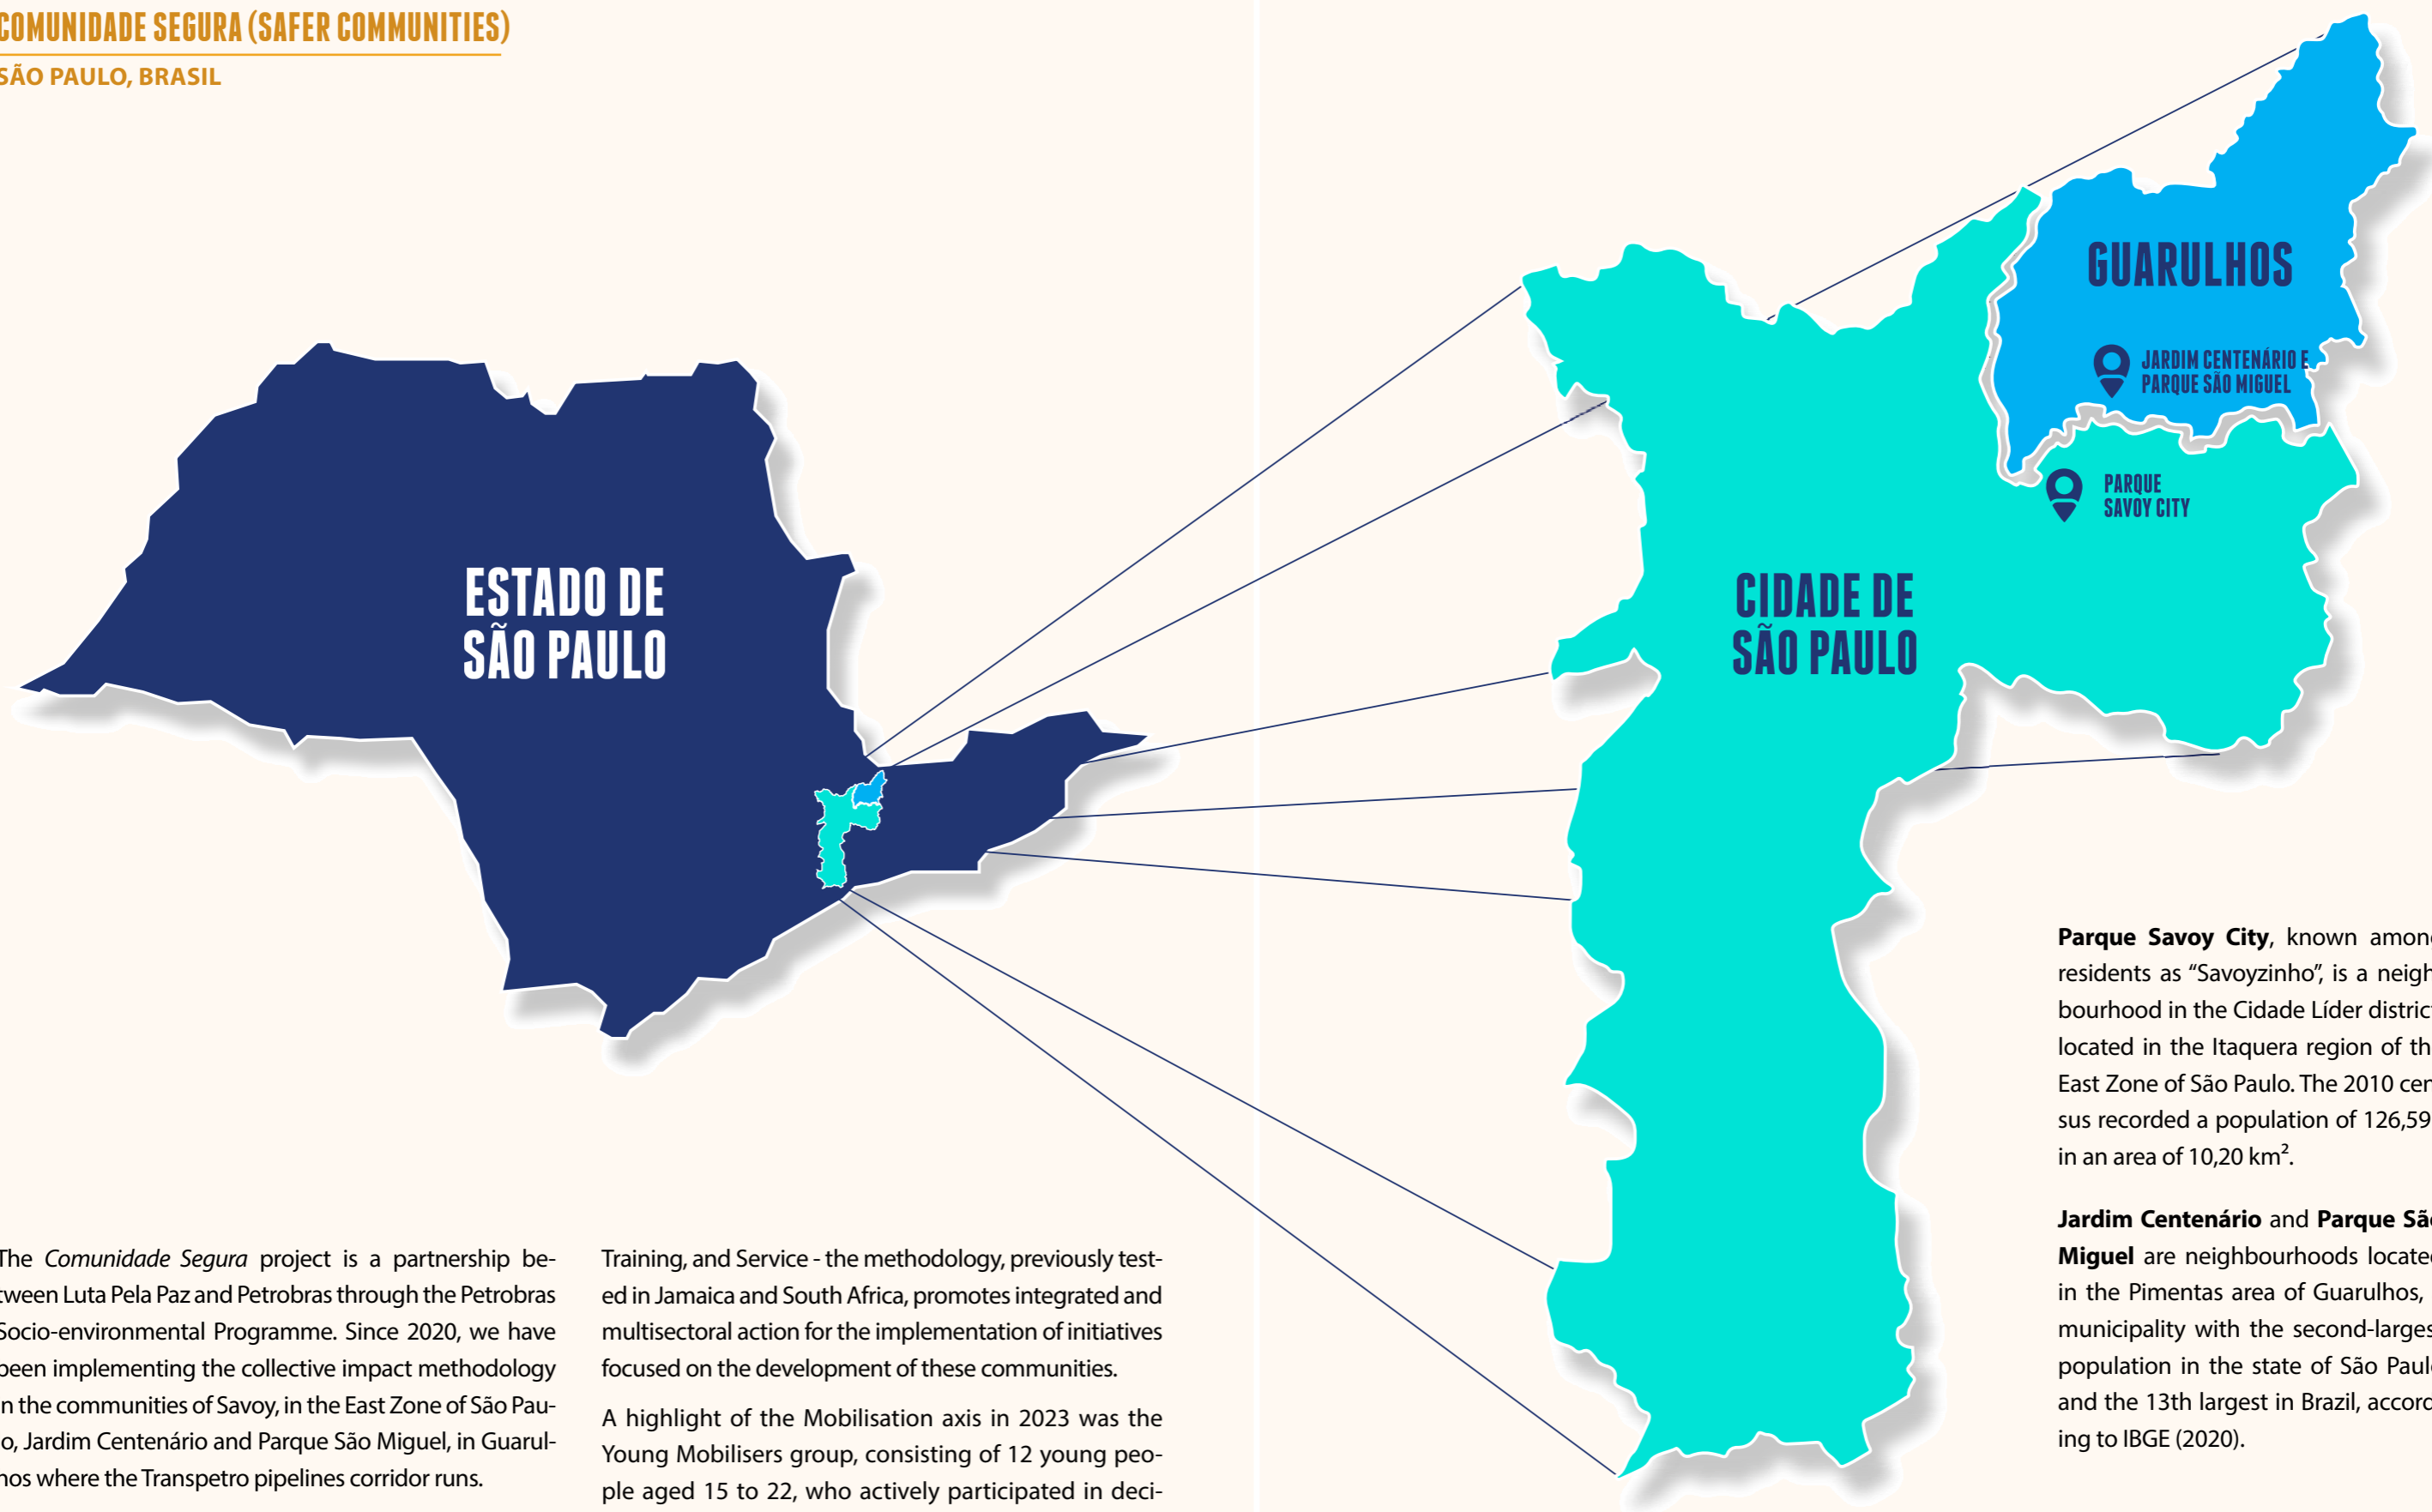 COMUNIDADE SEGURA (SAFER COMMUNITIES)
SÃO PAULO, BRASIL
ESTADO DE
SÃO PAULO
GUARULHOS
JARDIM CENTENÁRIO E
PARQUE SÃO MIGUEL
PARQUE
SAVOY CITY
CIDADE DE
SÃO PAULO
The Comunidade Segura project is a partnership be-
tween Luta Pela Paz and Petrobras through the Petrobras
Socio-environmental Programme. Since 2020, we have
been implementing the collective impact methodology
in the communities of Savoy, in the East Zone of São Pau-
lo, Jardim Centenário and Parque São Miguel, in Guarul-
hos where the Transpetro pipelines corridor runs.
Training, and Service - the methodology, previously test-
ed in Jamaica and South Africa, promotes integrated and
multisectoral action for the implementation of initiatives
focused on the development of these communities.
A highlight of the Mobilisation axis in 2023 was the
Young Mobilisers group, consisting of 12 young peo-
ple aged 15 to 22, who actively participated in deci-
Parque Savoy City, known among
residents as “Savoyzinho”, is a neigh
bourhood in the Cidade Líder district
located in the Itaquera region of th
East Zone of São Paulo. The 2010 cen
sus recorded a population of 126,59
in an area of 10,20 km².
Jardim Centenário and Parque São
Miguel are neighbourhoods located
in the Pimentas area of Guarulhos,
municipality with the second-larges
population in the state of São Paulo
and the 13th largest in Brazil, accord
ing to IBGE (2020).